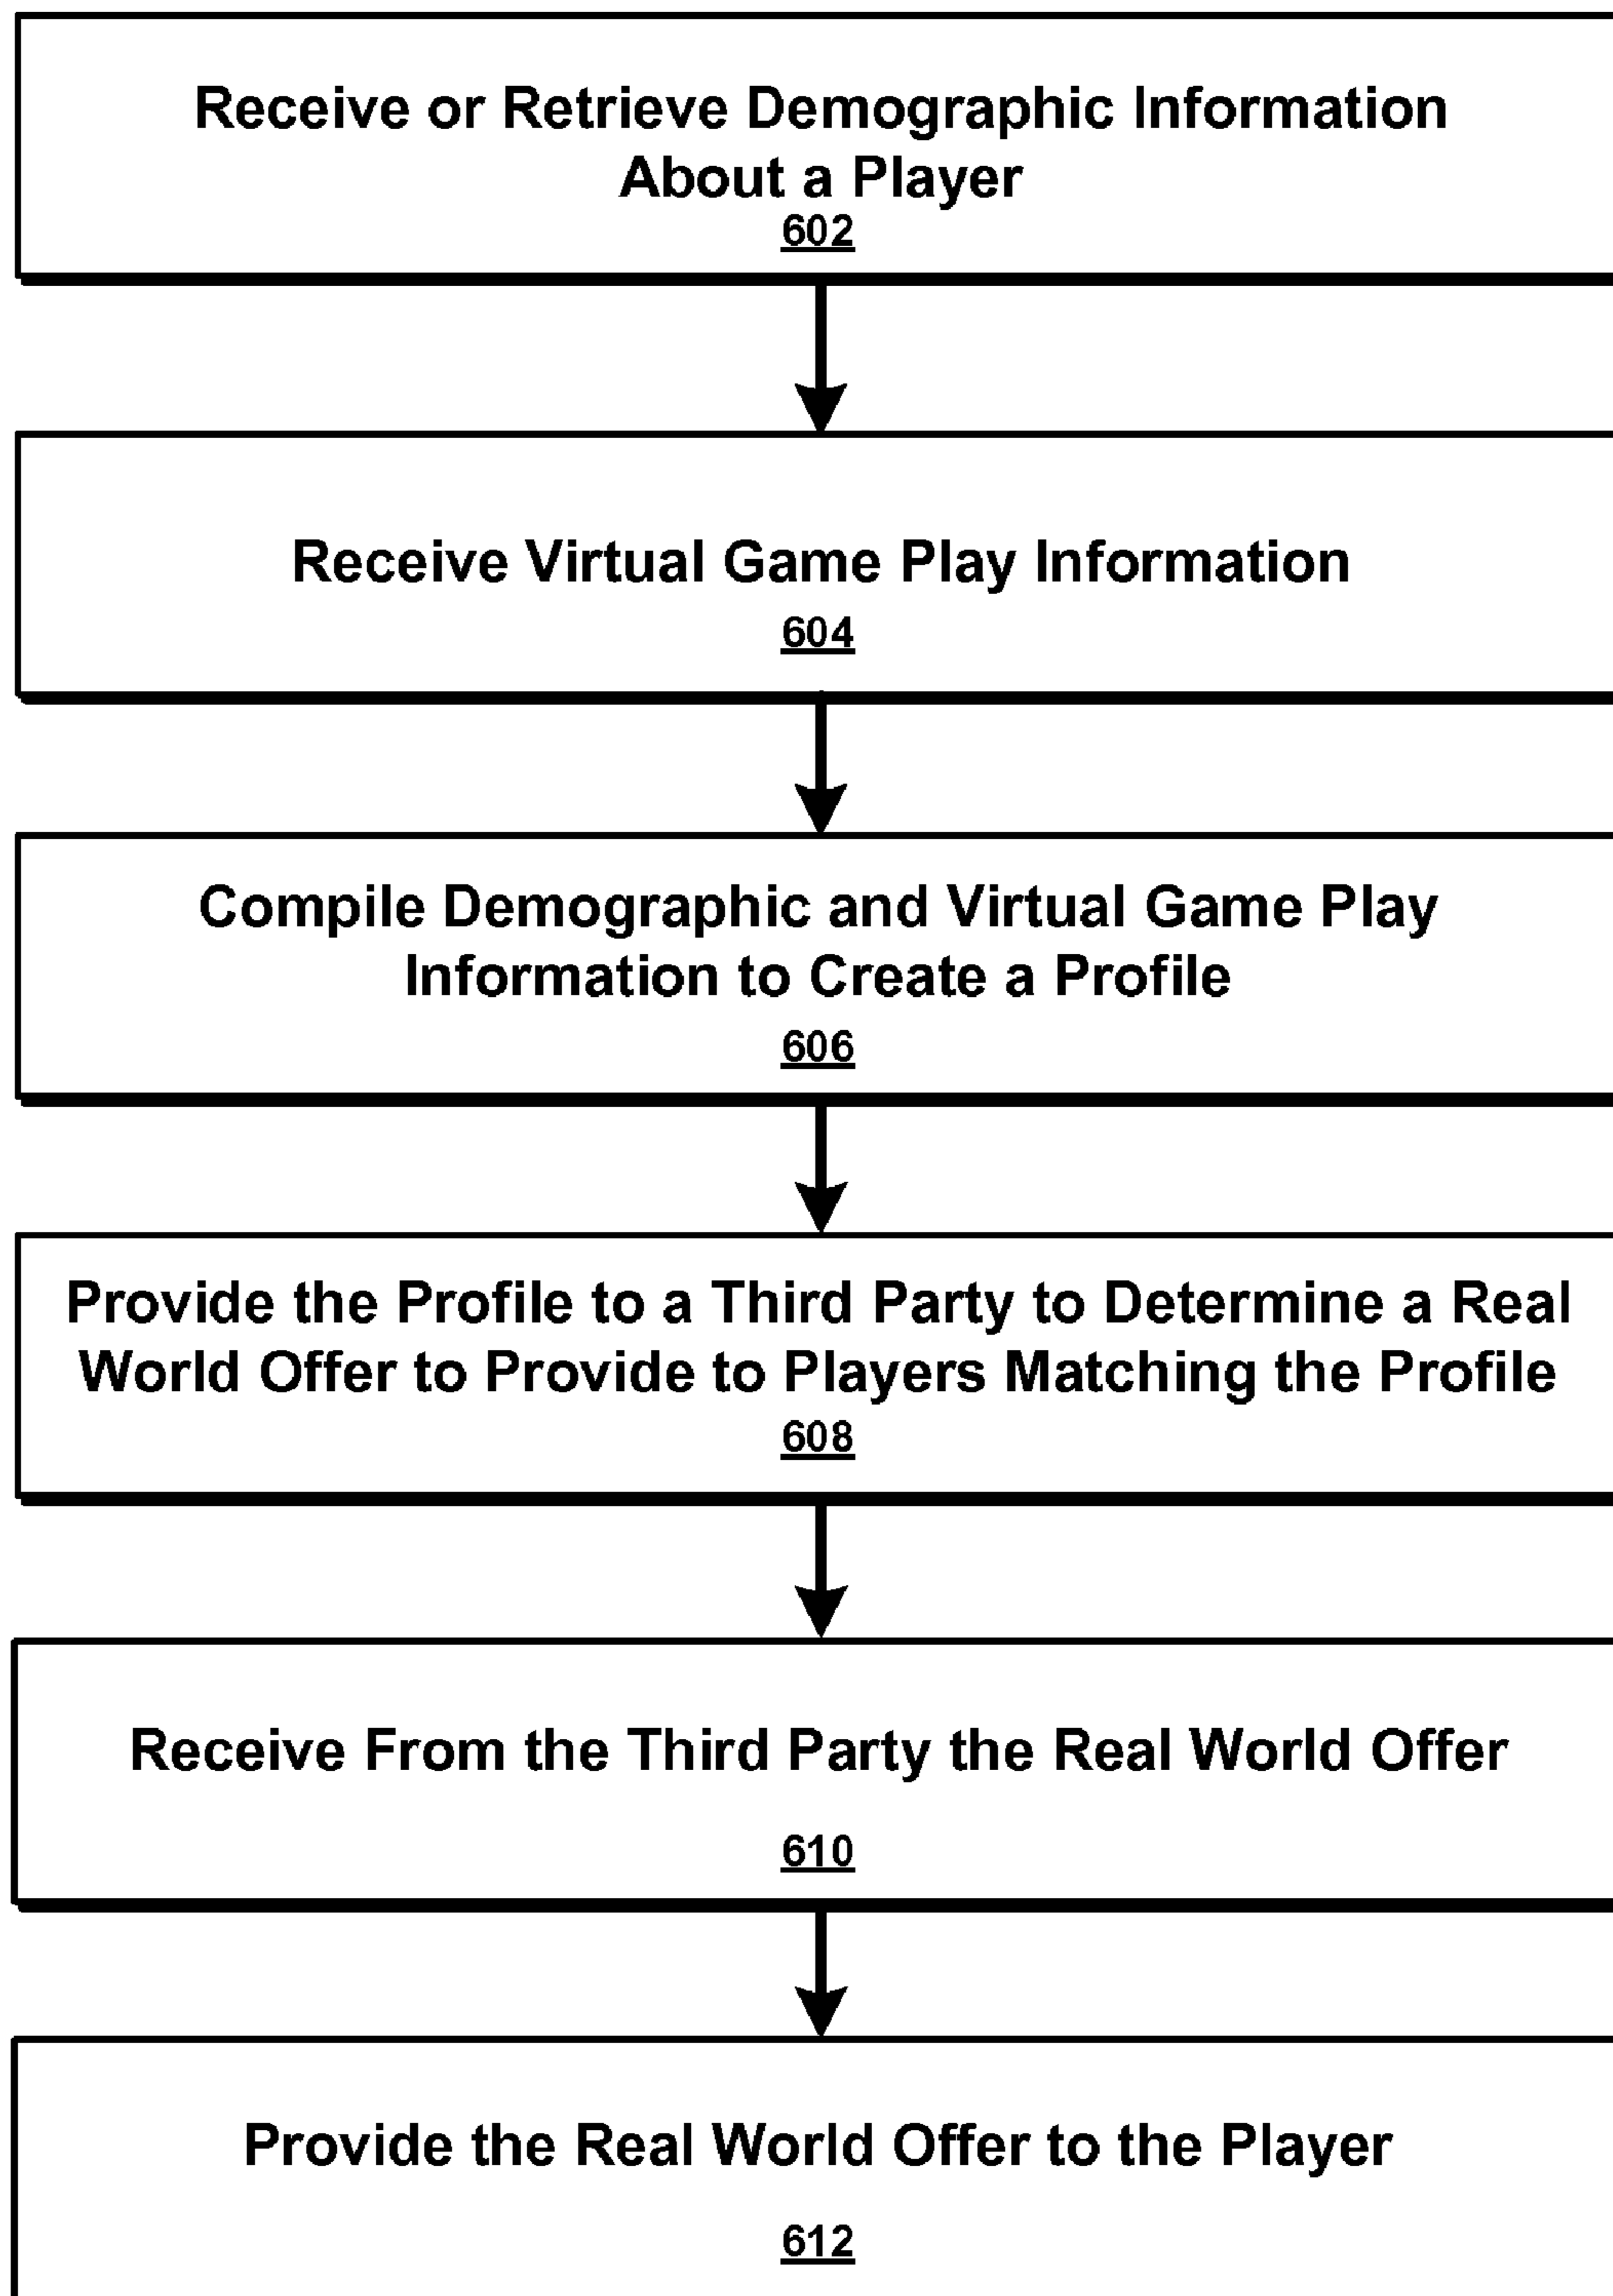 Receive or Retrieve Demographic Information
About a Player
602
Receive Virtual Game Play Information
604
Compile Demographic and Virtual Game Play
Information to Create a Profile
606
Provide the Profile to a Third Party to Determine a Real
World Offer to Provide to Players Matching the Profile
608
Receive From the Third Party the Real World Offer
610
Provide the Real World Offer to the Player
612